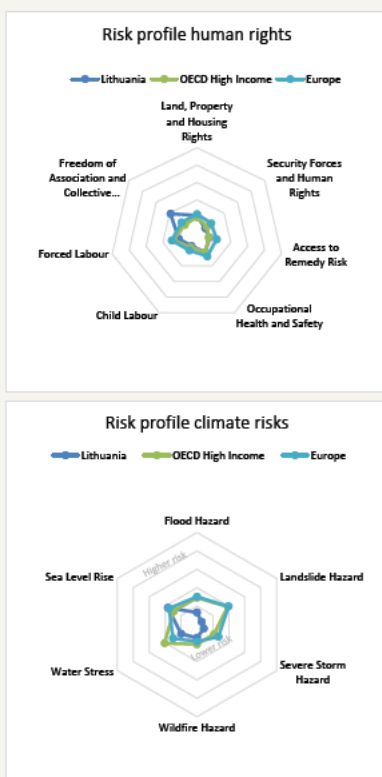 Risk profile human rights
Lithuania OECD High Income Europe
Land, Property
and Housing
Rights
Freedom of
Association and
Collective...
Security Forces
and Human
Rights
Forced Labour
Access to
Remedy Risk
Child Labour
Occupational
Health and Safety
Risk profile climate risks
Lithuania OECD High Income Europe
Flood Hazard
Higher risk
Sea Level Rise
Landslide Hazard
Lower risk
Water Stress
Severe Storm
Hazard
Wildfire Hazard